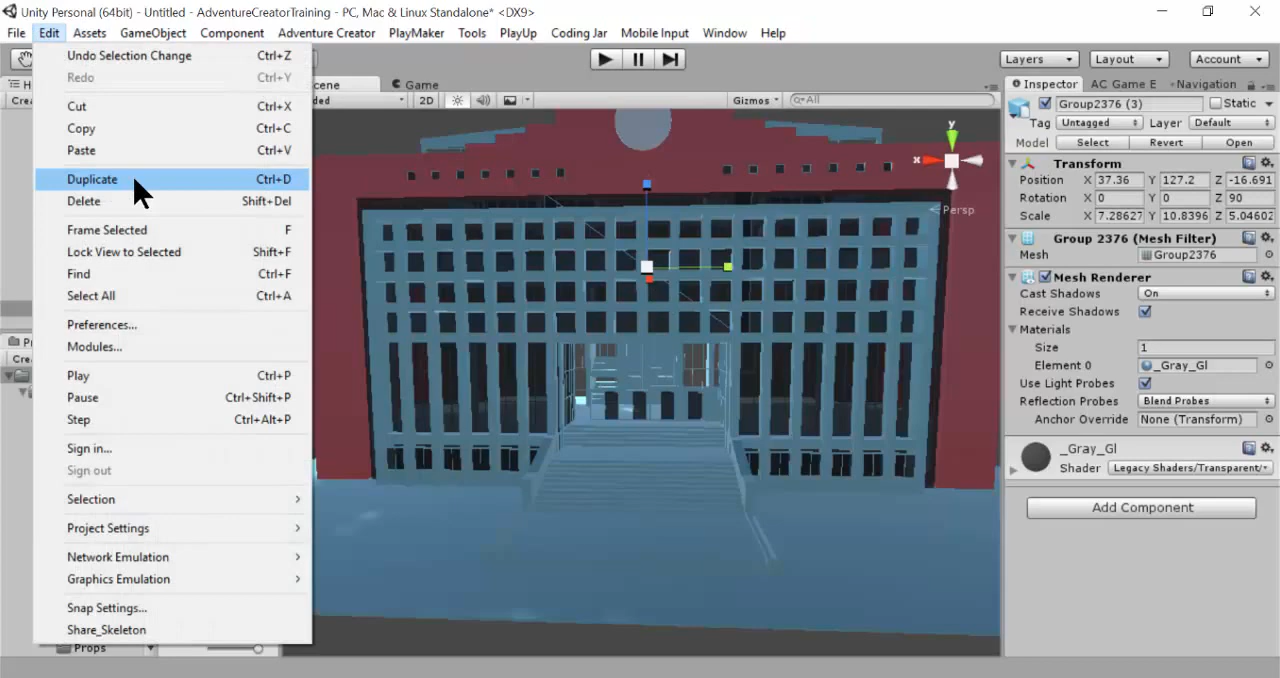 Unity Personal (64bit) - Untitled - AdventureCreatorTraining - PC, Mac & Linux Standalone* <DX9>
File Edit Assets GameObject Component Adventure Creator PlayMaker Tools PlayUp Coding Jar Mobile Input Window Help
Layers Layout Account
Undo Selection Change Ctrl+Z
Redo Ctrl+Y
Cut Ctrl+X
Copy Ctrl+C
Paste Ctrl+V
Duplicate Ctrl+D
Delete Shift+Del
Frame Selected F
Lock View to Selected Shift+F
Find Ctrl+F
Select All Ctrl+A
Preferences...
Modules...
Play Ctrl+P
Pause Ctrl+Shift+P
Step Ctrl+Alt+P
Sign in...
Sign out
Selection
Project Settings
Network Emulation
Graphics Emulation
Snap Settings...
Share_Skeleton
Props
cene Game
ded 2D Gizmos All
y
x
Persp
Inspector AC Game E Navigation
Group2376 (3) Static
Tag Untagged Layer Default
Model Select Revert Open
Transform
Position X 37.36 Y 127.2 Z -16.691
Rotation X 0 Y 0 Z 90
Scale X 7.28627 Y 10.8396 Z 5.04602
Group 2376 (Mesh Filter)
Mesh Group2376
Mesh Renderer
Cast Shadows On
Receive Shadows
Materials
Size 1
Element 0 _Gray_Gl
Use Light Probes
Reflection Probes Blend Probes
Anchor Override None (Transform)
_Gray_Gl
Shader Legacy Shaders/Transparent/
Add Component